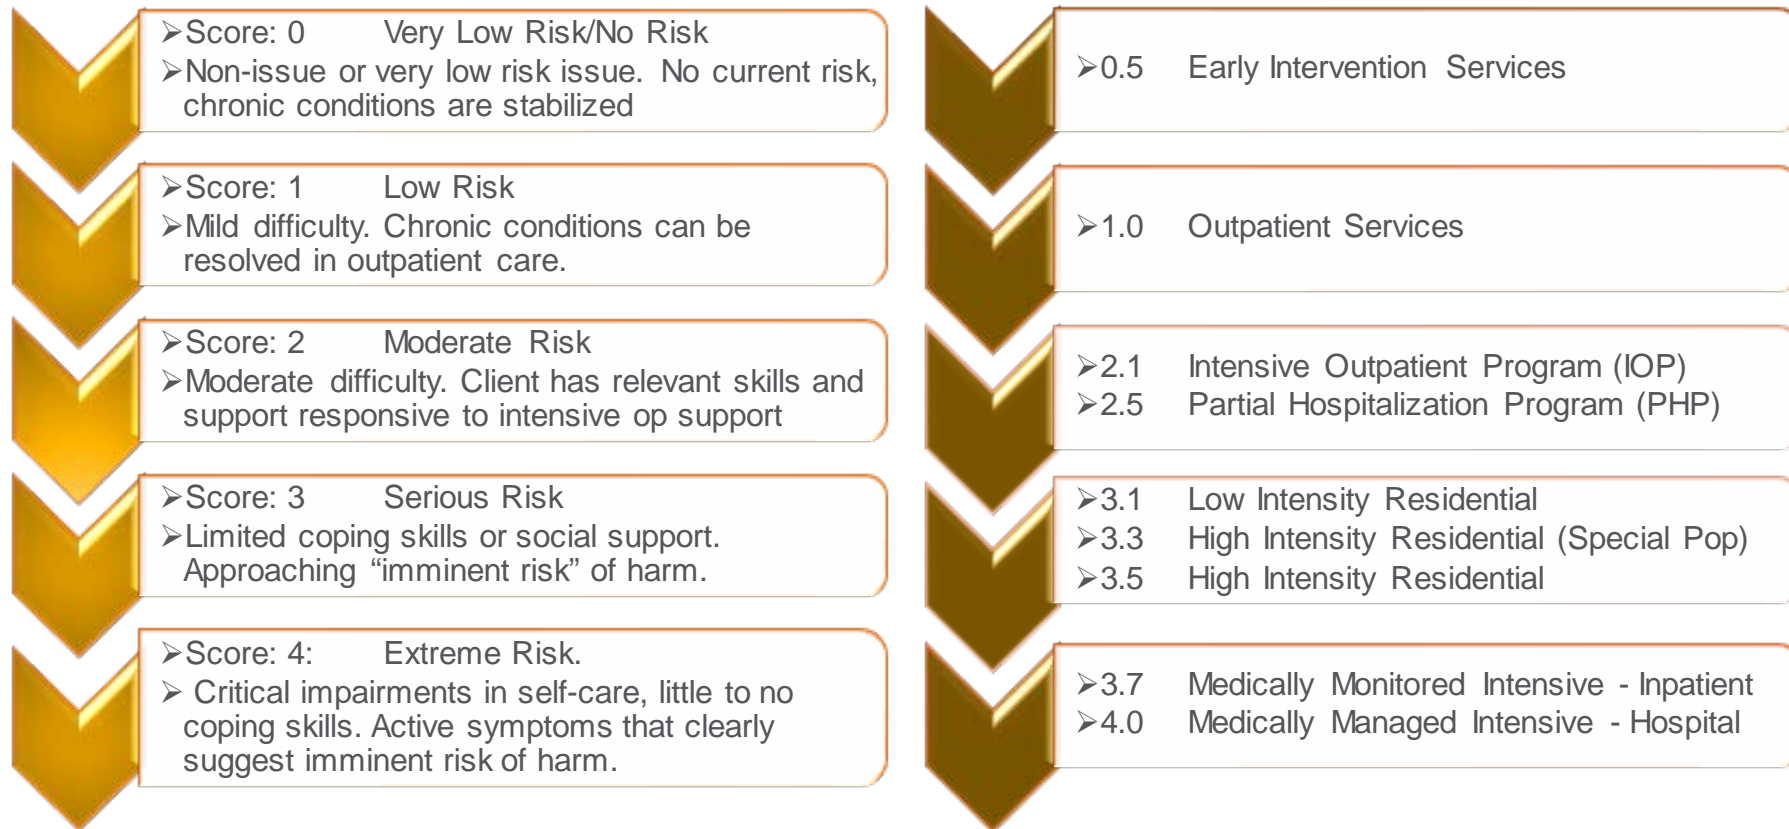 ➢Score: 0 Very Low Risk/No Risk
➢Non-issue or very low risk issue. No current risk,
chronic conditions are stabilized
➢Score: 1 Low Risk
➢Mild difficulty. Chronic conditions can be
resolved in outpatient care.
➢Score: 2 Moderate Risk
➢Moderate difficulty. Client has relevant skills and
support responsive to intensive op support
➢Score: 3 Serious Risk
➢Limited coping skills or social support.
Approaching “imminent risk” of harm.
➢Score: 4: Extreme Risk.
➢ Critical impairments in self-care, little to no
coping skills. Active symptoms that clearly
suggest imminent risk of harm.
➢0.5 Early Intervention Services
➢1.0 Outpatient Services
➢2.1 Intensive Outpatient Program (IOP)
➢2.5 Partial Hospitalization Program (PHP)
➢3.1 Low Intensity Residential
➢3.3 High Intensity Residential (Special Pop)
➢3.5 High Intensity Residential
➢3.7 Medically Monitored Intensive - Inpatient
➢4.0 Medically Managed Intensive - Hospital